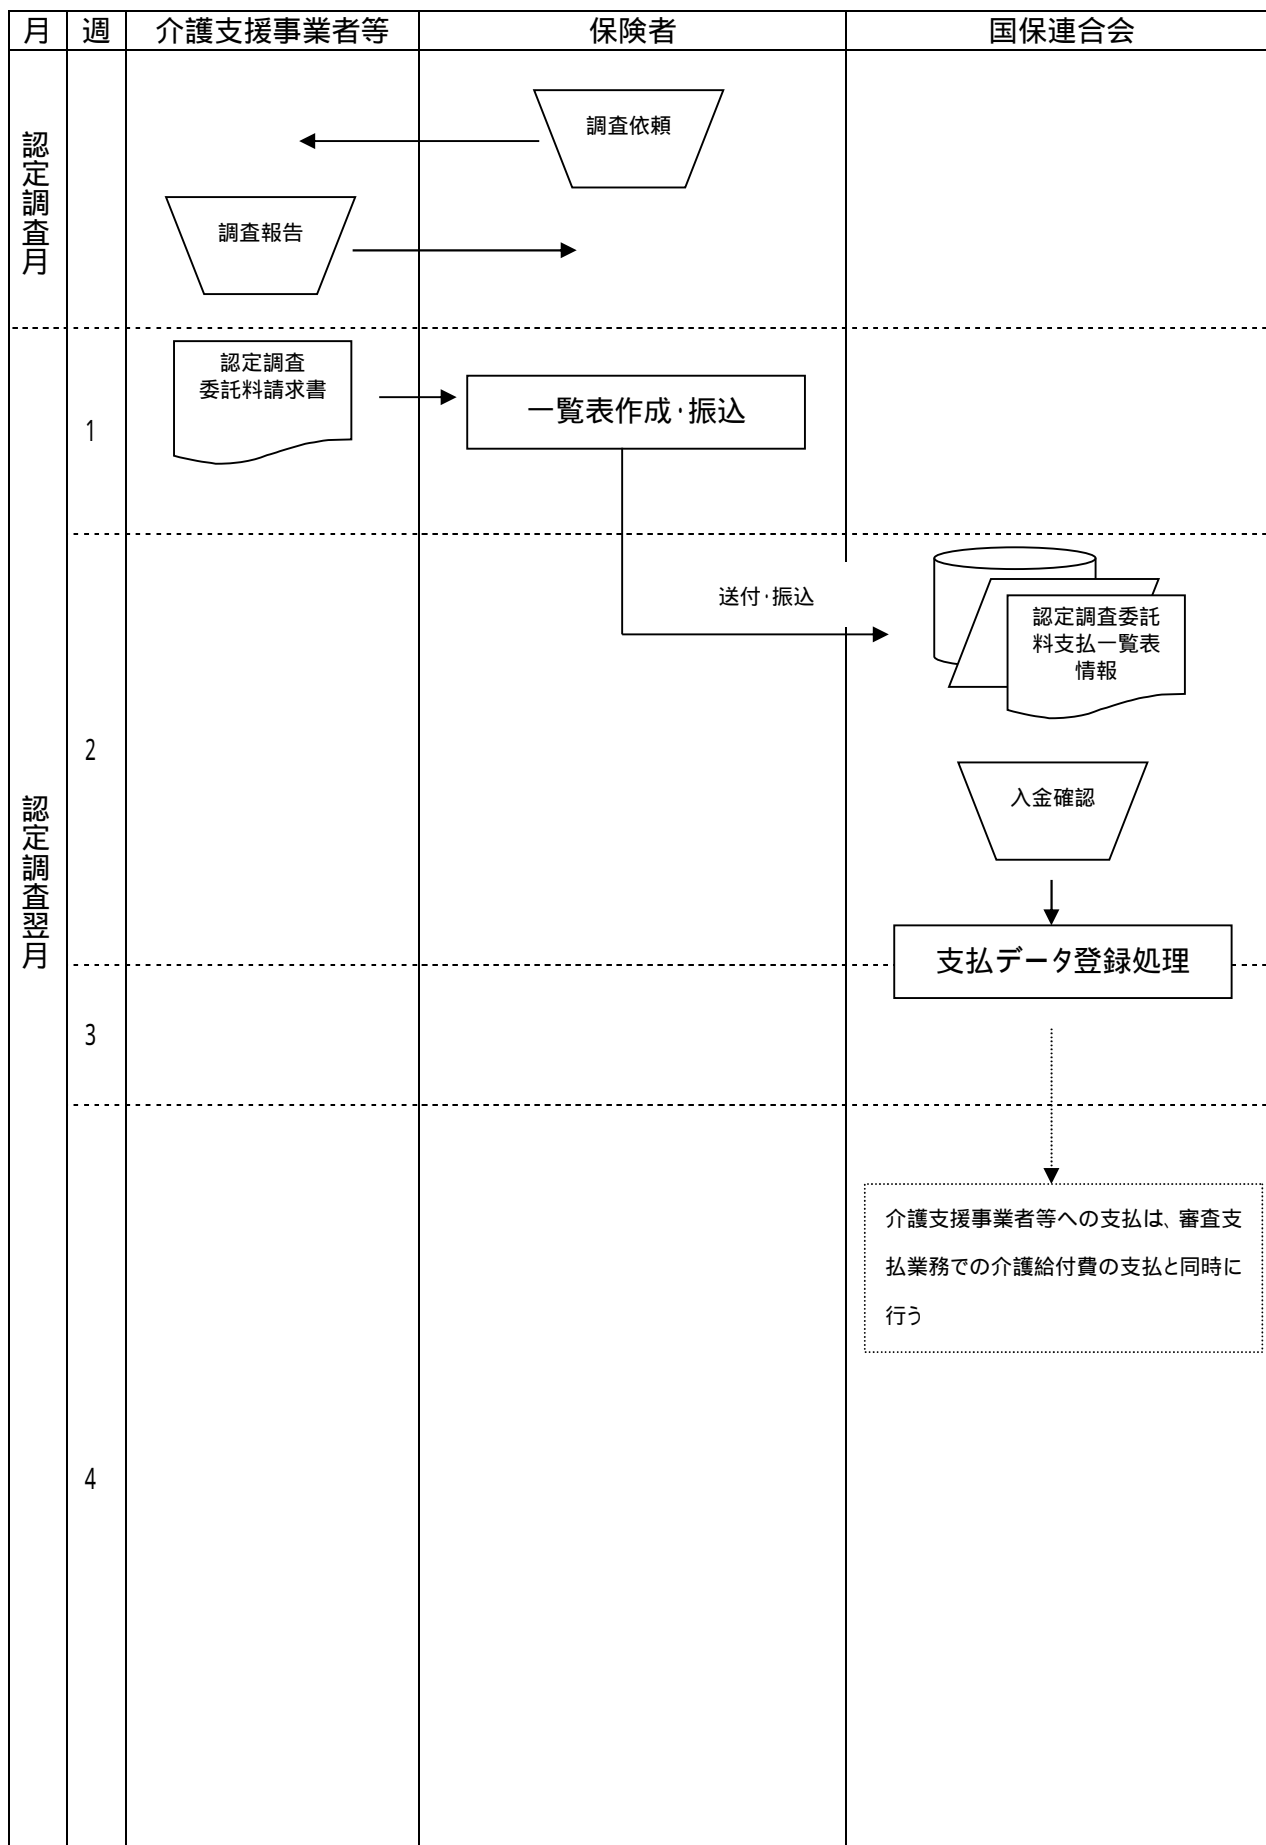 月 週 介護支援事業者等 保険者 国保連合会
認定調査月
調査依頼
調査報告
認定調査翌月
1
認定調査
委託料請求書
一覧表作成・振込
2
送付・振込
認定調査委託
料支払一覧表
情報
入金確認
支払データ登録処理
3
4
介護支援事業者等への支払は、審査支
払業務での介護給付費の支払と同時に
行う